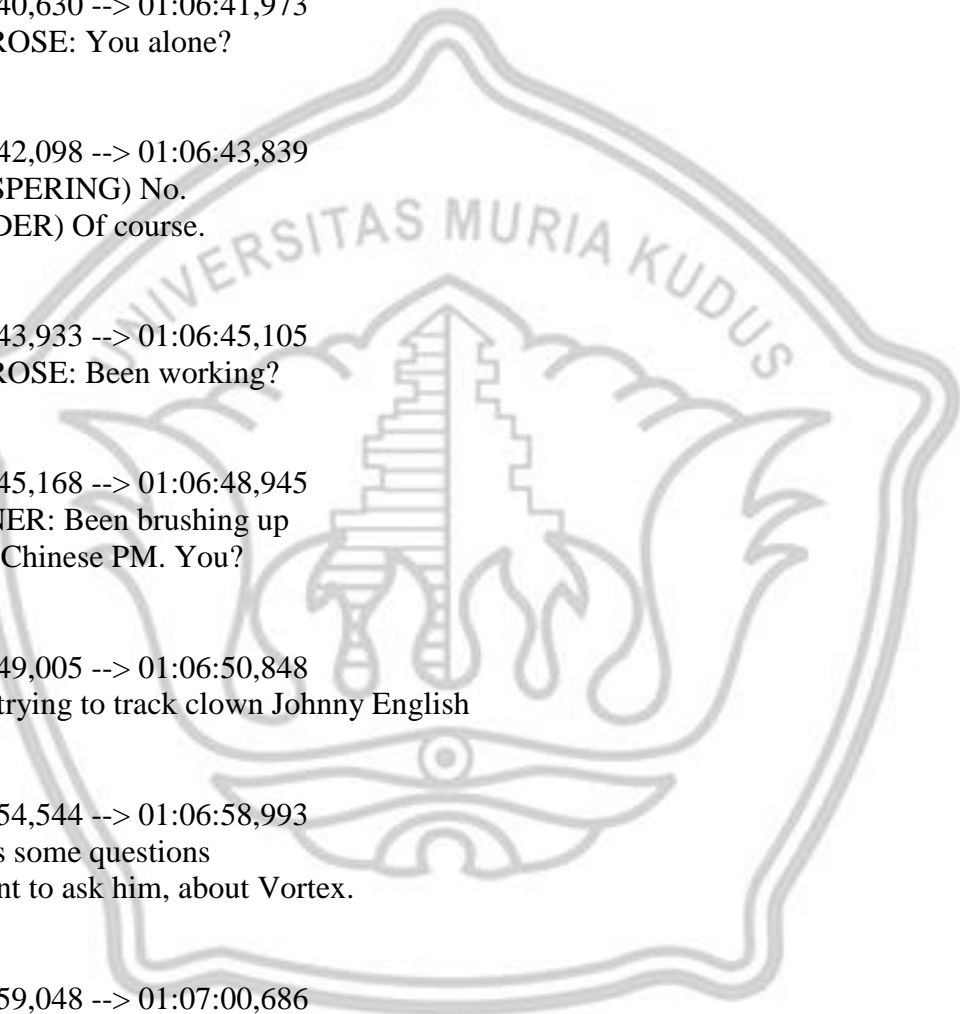 40,630 --> 01:06:41,973
ROSE: You alone?
42,098 --> 01:06:43,839
SPERING) No.
DER) Of course.
UNIVERSITAS MURIA KUDUS
43,933 --> 01:06:45,105
ROSE: Been working?
45,168 --> 01:06:48,945
NER: Been brushing up
Chinese PM. You?
49,005 --> 01:06:50,848
trying to track clown Johnny English
54,544 --> 01:06:58,993
s some questions
nt to ask him, about Vortex.
59,048 --> 01:07:00,686